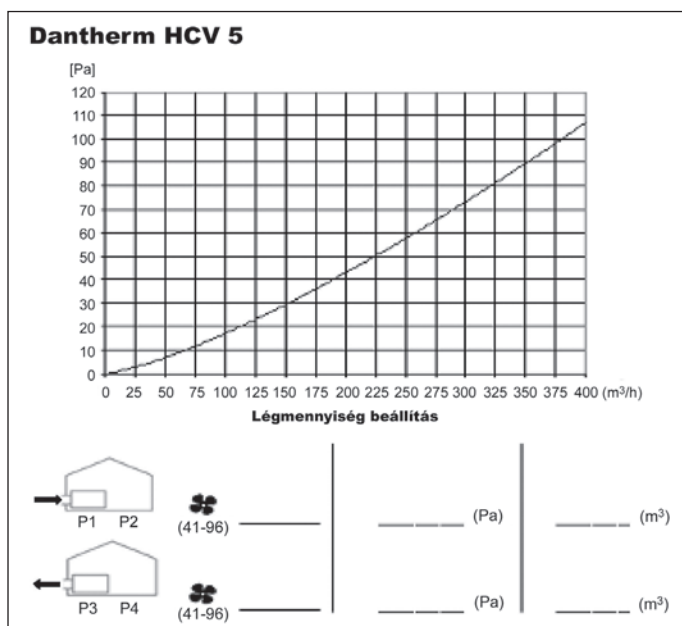 Dantherm HCV 5
[Pa]
120
110
100
90
80
70
60
50
40
30
20
10
0
0 25 50 75 100 125 150 175 200 225 250 275 300 325 350 375 400 (m³/h)
Légmennyiség beállítás
P1 P2 (41-96) (Pa) (m³)
P3 P4 (41-96) (Pa) (m³)